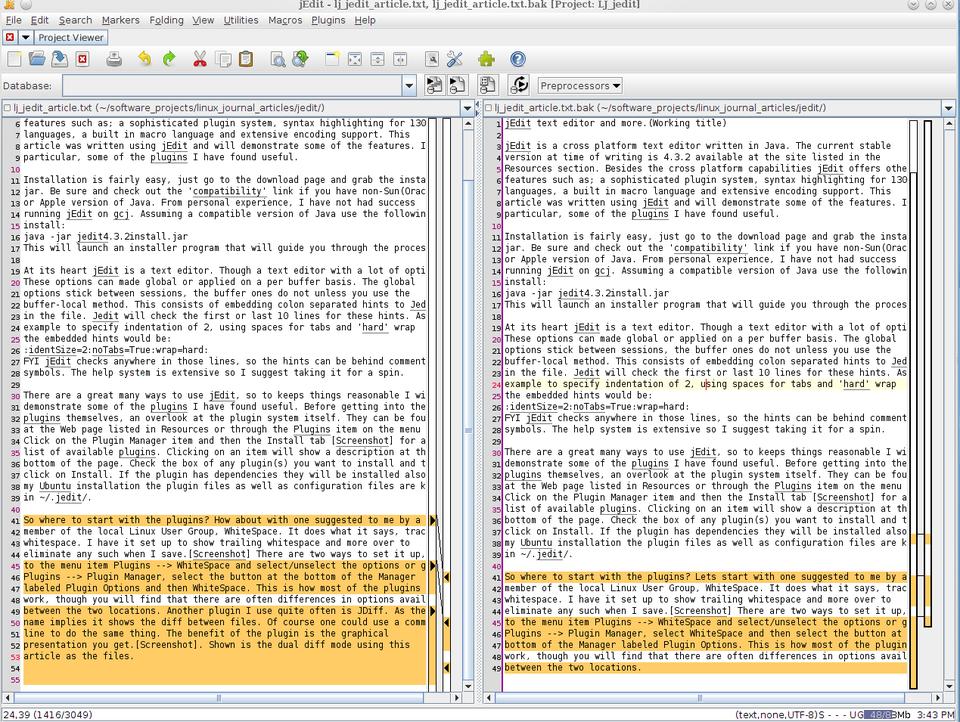 jEdit - lj_jedit_article.txt, lj_jedit_article.txt.bak [Project: LJ_jedit]
File Edit Search Markers Folding View Utilities Macros Plugins Help
Project Viewer
Database:
Preprocessors
lj_jedit_article.txt (~/software_projects/linux_journal_articles/jedit/)
6 features such as; a sophisticated plugin system, syntax highlighting for 130
7 languages, a built in macro language and extensive encoding support. This
8 article was written using jEdit and will demonstrate some of the features. I
9 particular, some of the plugins I have found useful.
10
11 Installation is fairly easy, just go to the download page and grab the insta
12 jar. Be sure and check out the 'compatibility' link if you have non-Sun(Orac
13 or Apple version of Java. From personal experience, I have not had success
14 running jEdit on gcj. Assuming a compatible version of Java use the followin
15 install:
16 java -jar jedit4.3.2install.jar
17 This will launch an installer program that will guide you through the proces
18
19 At its heart jEdit is a text editor. Though a text editor with a lot of opti
20 These options can made global or applied on a per buffer basis. The global
21 options stick between sessions, the buffer ones do not unless you use the
22 buffer-local method. This consists of embedding colon separated hints to Jed
23 in the file. Jedit will check the first or last 10 lines for these hints. As
24 example to specify indentation of 2, using spaces for tabs and 'hard' wrap
25 the embedded hints would be:
26 :identSize=2:noTabs=True:wrap=hard:
27 FYI jEdit checks anywhere in those lines, so the hints can be behind comment
28 symbols. The help system is extensive so I suggest taking it for a spin.
29
30 There are a great many ways to use jEdit, so to keeps things reasonable I wi
31 demonstrate some of the plugins I have found useful. Before getting into the
32 plugins themselves, an overlook at the plugin system itself. They can be fou
33 at the Web page listed in Resources or through the Plugins item on the menu
34 Click on the Plugin Manager item and then the Install tab [Screenshot] for a
35 list of available plugins. Clicking on an item will show a description at th
36 bottom of the page. Check the box of any plugin(s) you want to install and t
37 click on Install. If the plugin has dependencies they will be installed also
38 my Ubuntu installation the plugin files as well as configuration files are k
39 in ~/.jedit/.
40
41 So where to start with the plugins? How about with one suggested to me by a
42 member of the local Linux User Group, WhiteSpace. It does what it says, trac
43 whitespace. I have it set up to show trailing whitespace and more over to
44 eliminate any such when I save.[Screenshot] There are two ways to set it up,
45 to the menu item Plugins --> WhiteSpace and select/unselect the options or g
46 Plugins --> Plugin Manager, select the button at the bottom of the Manager
47 labeled Plugin Options and then WhiteSpace. This is how most of the plugins
48 work, though you will find that there are often differences in options avail
49 between the two locations. Another plugin I use quite often is JDiff. As the
50 name implies it shows the diff between files. Of course one could use a comm
51 line to do the same thing. The benefit of the plugin is the graphical
52 presentation you get.[Screenshot]. Shown is the dual diff mode using this
53 article as the files.
54
55
lj_jedit_article.txt.bak (~/software_projects/linux_journal_articles/jedit/)
1 jEdit text editor and more.(Working title)
2
3 jEdit is a cross platform text editor written in Java. The current stable
4 version at time of writing is 4.3.2 available at the site listed in the
5 Resources section. Besides the cross platform capabilities jEdit offers othe
6 features such as; a sophisticated plugin system, syntax highlighting for 130
7 languages, a built in macro language and extensive encoding support. This
8 article was written using jEdit and will demonstrate some of the features. I
9 particular, some of the plugins I have found useful.
10
11 Installation is fairly easy, just go to the download page and grab the insta
12 jar. Be sure and check out the 'compatibility' link if you have non-Sun(Orac
13 or Apple version of Java. From personal experience, I have not had success
14 running jEdit on gcj. Assuming a compatible version of Java use the followin
15 install:
16 java -jar jedit4.3.2install.jar
17 This will launch an installer program that will guide you through the proces
18
19 At its heart jEdit is a text editor. Though a text editor with a lot of opti
20 These options can made global or applied on a per buffer basis. The global
21 options stick between sessions, the buffer ones do not unless you use the
22 buffer-local method. This consists of embedding colon separated hints to Jed
23 in the file. Jedit will check the first or last 10 lines for these hints. As
24 example to specify indentation of 2, using spaces for tabs and 'hard' wrap
25 the embedded hints would be:
26 :identSize=2:noTabs=True:wrap=hard:
27 FYI jEdit checks anywhere in those lines, so the hints can be behind comment
28 symbols. The help system is extensive so I suggest taking it for a spin.
29
30 There are a great many ways to use jEdit, so to keeps things reasonable I wi
31 demonstrate some of the plugins I have found useful. Before getting into the
32 plugins themselves, an overlook at the plugin system itself. They can be fou
33 at the Web page listed in Resources or through the Plugins item on the menu
34 Click on the Plugin Manager item and then the Install tab [Screenshot] for a
35 list of available plugins. Clicking on an item will show a description at th
36 bottom of the page. Check the box of any plugin(s) you want to install and t
37 click on Install. If the plugin has dependencies they will be installed also
38 my Ubuntu installation the plugin files as well as configuration files are k
39 in ~/.jedit/.
40
41 So where to start with the plugins? Lets start with one suggested to me by a
42 member of the local Linux User Group, WhiteSpace. It does what it says, trac
43 whitespace. I have it set up to show trailing whitespace and more over to
44 eliminate any such when I save.[Screenshot] There are two ways to set it up,
45 to the menu item Plugins --> WhiteSpace and select/unselect the options or g
46 Plugins --> Plugin Manager, select WhiteSpace and then select the button at
47 bottom of the Manager labeled Plugin Options. This is how most of the plugin
48 work, though you will find that there are often differences in options avail
49 between the two locations.
24,39 (1416/3049)
(text,none,UTF-8)S - - - UG 48/83Mb 3:43 PM